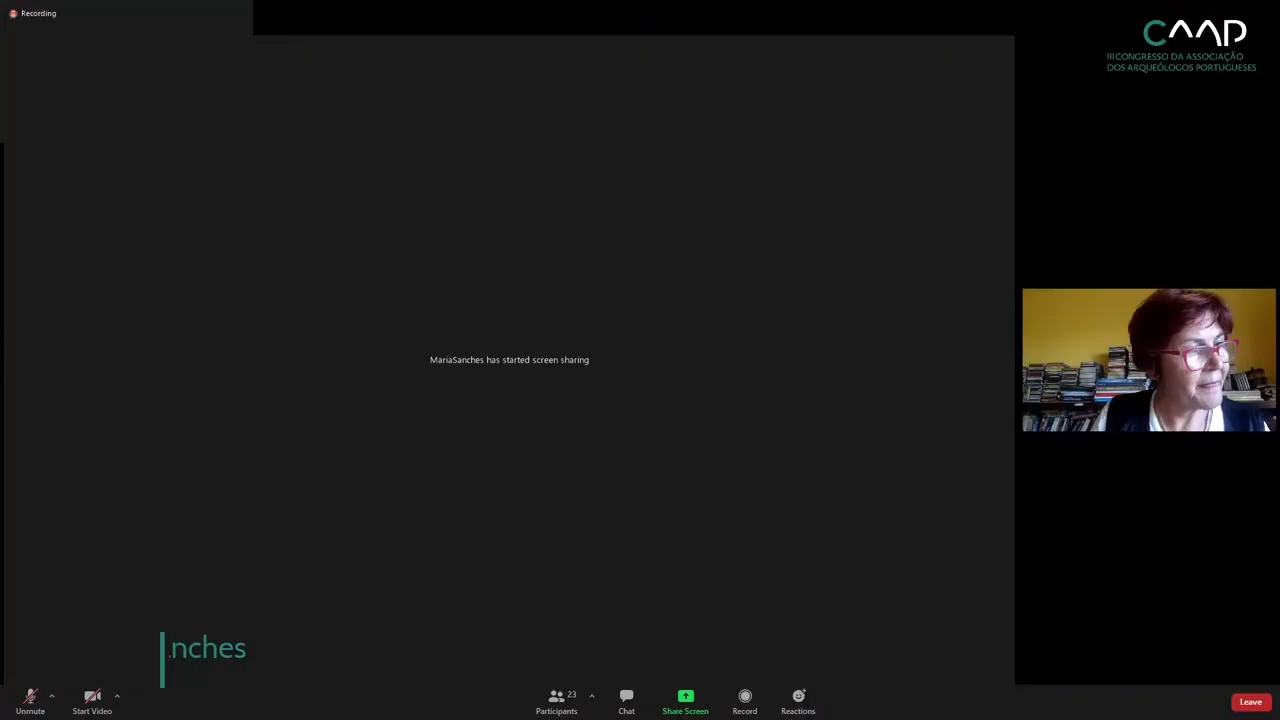 Recording
CAAP
III CONGRESSO DA ASSOCIAÇÃO
DOS ARQUEÓLOGOS PORTUGUESES
MariaSanches has started screen sharing
nches
Unmute
Start Video
23
Participants
Chat
Share Screen
Record
Reactions
Leave